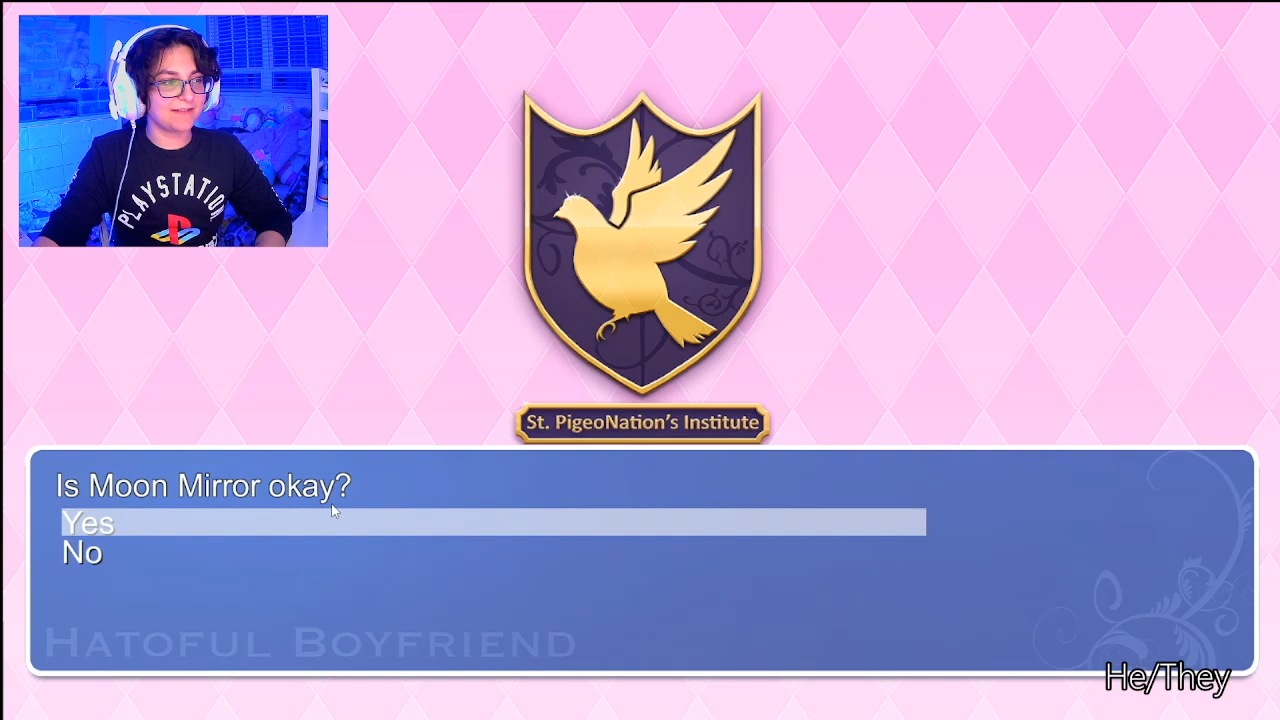 PLAYSTATION
St. PigeoNation's Institute
Is Moon Mirror okay?
Yes
No
HATOFUL BOYFRIEND
He/They